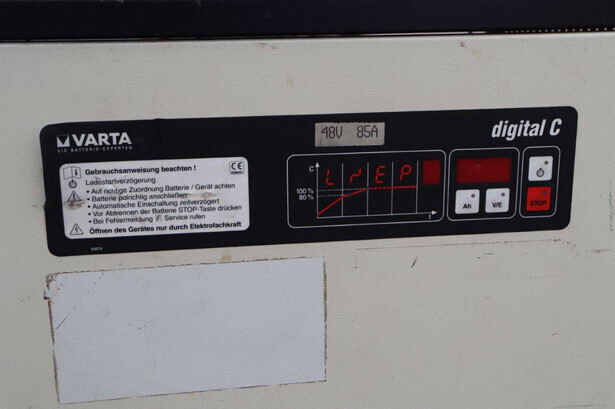 VARTA
DIE BATTERIE-EXPERTEN
48V 85A
digital C
Gebrauchsanweisung beachten !
Ladestartverzögerung
• Auf richtige Zuordnung Batterie / Gerät achten
• Batterie polrichtig anschließen
• Automatische Einschaltung zeitverzögert
• Vor Abtrennen der Batterie STOP-Taste drücken
• Bei Fehlermeldung F Service rufen
Öffnen des Gerätes nur durch Elektrofachkraft
CE
C
100 %
80 %
L E P
t
Ah
V/E
STOP